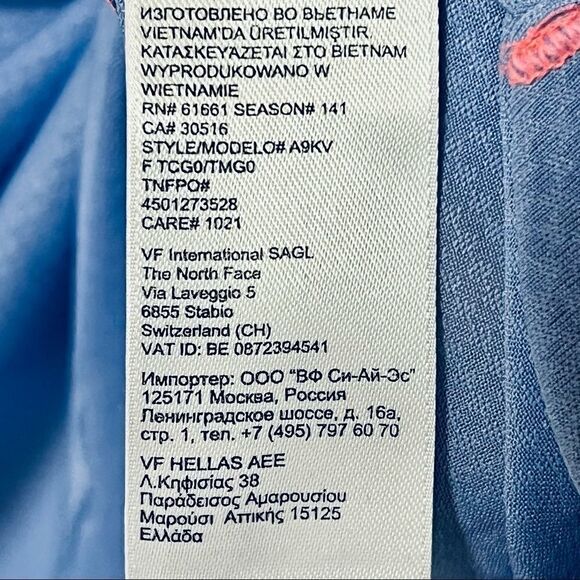 ИЗГОТОВЛЕНО ВО ВЬЕТНАМЕ
VIETNAM'DA ÜRETILMIŞTIR
ΚΑΤΑΣΚΕΥΆΖΕΤΑΙ ΣΤΟ ΒΙΕΤΝΑΜ
WYPRODUKOWANO W
WIETNAMIE
RN# 61661 SEASON# 141
CA# 30516
STYLE/MODELO# A9KV
F TCG0/TMG0
TNFPO#
4501273528
CARE# 1021
VF International SAGL
The North Face
Via Laveggio 5
6855 Stabio
Switzerland (CH)
VAT ID: BE 0872394541
Импортер: ООО "ВФ Си-Ай-Эс"
125171 Москва, Россия
Ленинградское шоссе, д. 16а,
стр. 1, тел. +7 (495) 797 60 70
VF HELLAS AEE
Λ.Κηφισίας 38
Παράδεισος Αμαρουσίου
Μαρούσι Αττικής 15125
Ελλάδα